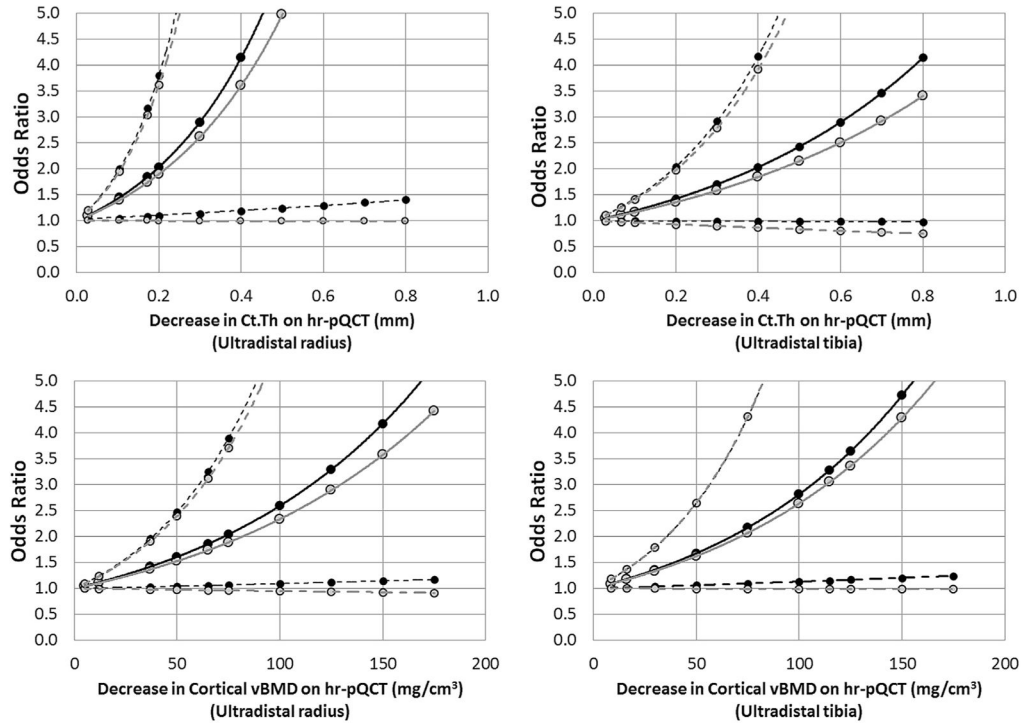 Odds Ratio
5.0
4.5
4.0
3.5
3.0
2.5
2.0
1.5
1.0
0.5
0.0
0.0 0.2 0.4 0.6 0.8 1.0
Decrease in Ct.Th on hr-pQCT (mm)
(Ultradistal radius)
Odds Ratio
5.0
4.5
4.0
3.5
3.0
2.5
2.0
1.5
1.0
0.5
0.0
0.0 0.2 0.4 0.6 0.8 1.0
Decrease in Ct.Th on hr-pQCT (mm)
(Ultradistal tibia)
Odds Ratio
5.0
4.5
4.0
3.5
3.0
2.5
2.0
1.5
1.0
0.5
0.0
0 50 100 150 200
Decrease in Cortical vBMD on hr-pQCT (mg/cm³)
(Ultradistal radius)
Odds Ratio
5.0
4.5
4.0
3.5
3.0
2.5
2.0
1.5
1.0
0.5
0.0
0 50 100 150 200
Decrease in Cortical vBMD on hr-pQCT (mg/cm³)
(Ultradistal tibia)